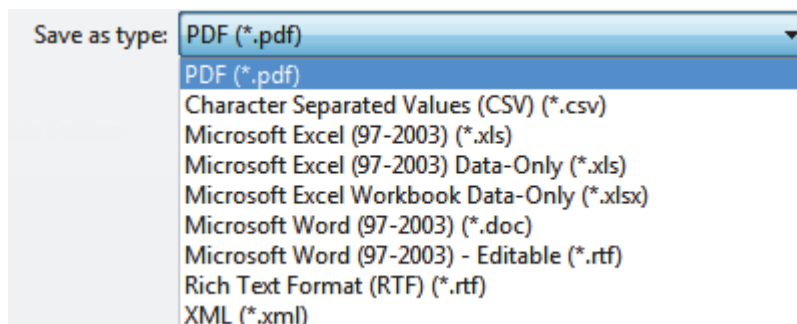 Save as type: PDF (*.pdf)
PDF (*.pdf)
Character Separated Values (CSV) (*.csv)
Microsoft Excel (97-2003) (*.xls)
Microsoft Excel (97-2003) Data-Only (*.xls)
Microsoft Excel Workbook Data-Only (*.xlsx)
Microsoft Word (97-2003) (*.doc)
Microsoft Word (97-2003) - Editable (*.rtf)
Rich Text Format (RTF) (*.rtf)
XML (*.xml)